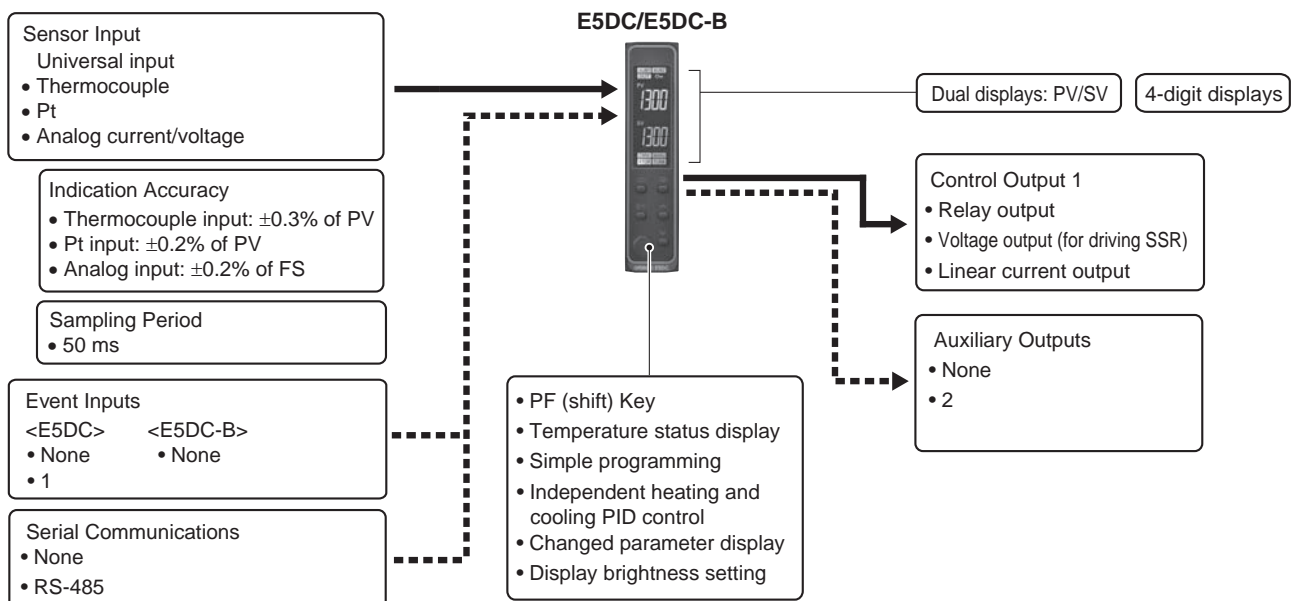 E5DC/E5DC-B
Sensor Input
Universal input
• Thermocouple
• Pt
• Analog current/voltage
Indication Accuracy
• Thermocouple input: ±0.3% of PV
• Pt input: ±0.2% of PV
• Analog input: ±0.2% of FS
Sampling Period
• 50 ms
Event Inputs
<E5DC> <E5DC-B>
• None • None
• 1
Serial Communications
• None
• RS-485
PV
1300
SV
1300
• PF (shift) Key
• Temperature status display
• Simple programming
• Independent heating and
cooling PID control
• Changed parameter display
• Display brightness setting
Dual displays: PV/SV
4-digit displays
Control Output 1
• Relay output
• Voltage output (for driving SSR)
• Linear current output
Auxiliary Outputs
• None
• 2